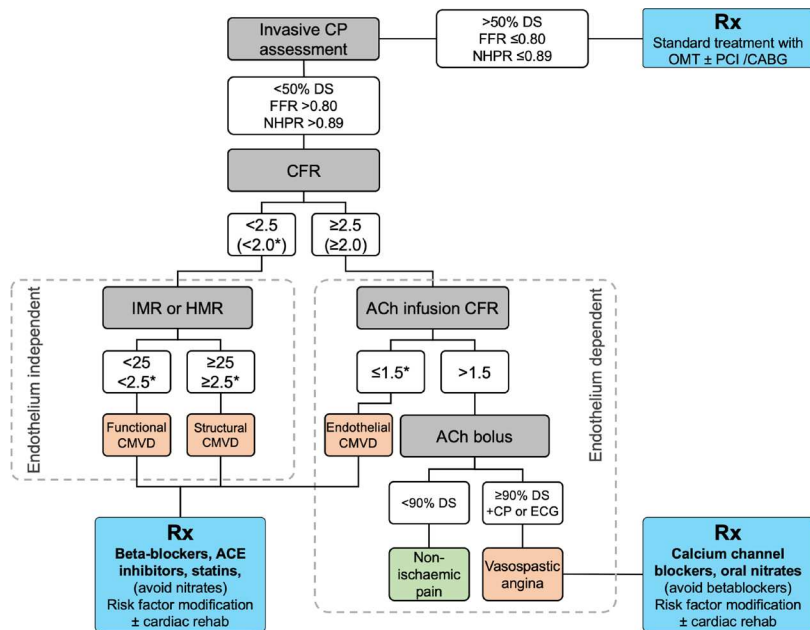 Invasive CP
assessment
>50% DS
FFR ≤0.80
NHPR ≤0.89
Rx
Standard treatment with
OMT ± PCI /CABG
<50% DS
FFR >0.80
NHPR >0.89
CFR
<2.5
(<2.0*)
≥2.5
(≥2.0)
Endothelium independent
IMR or HMR
<25
<2.5*
≥25
≥2.5*
Functional
CMVD
Structural
CMVD
Endothelium dependent
ACh infusion CFR
≤1.5*
>1.5
Endothelial
CMVD
ACh bolus
<90% DS
≥90% DS
+CP or ECG
Non-
ischaemic
pain
Vasospastic
angina
Rx
Beta-blockers, ACE
inhibitors, statins,
(avoid nitrates)
Risk factor modification
± cardiac rehab
Rx
Calcium channel
blockers, oral nitrates
(avoid betablockers)
Risk factor modification
± cardiac rehab